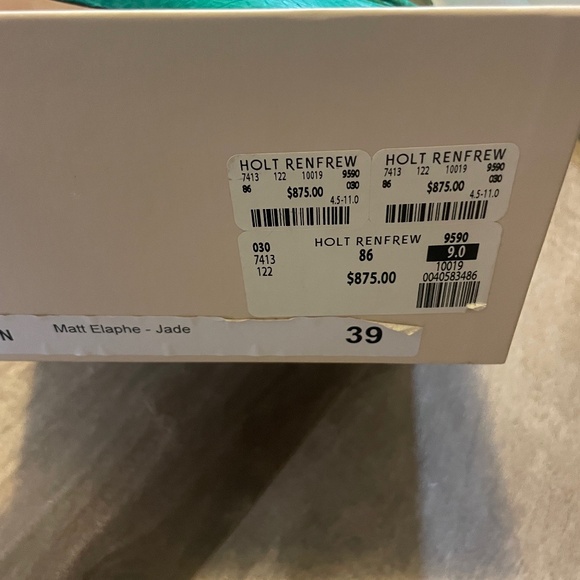 HOLT RENFREW
7413 122 10019 9590
86 $875.00 030
4.5-11.0
HOLT RENFREW
7413 122 10019 9590
86 $875.00 030
4.5-11.0
030 HOLT RENFREW 9590
7413 86 9.0
122 $875.00 10019
0040583486
N Matt Elaphe - Jade 39